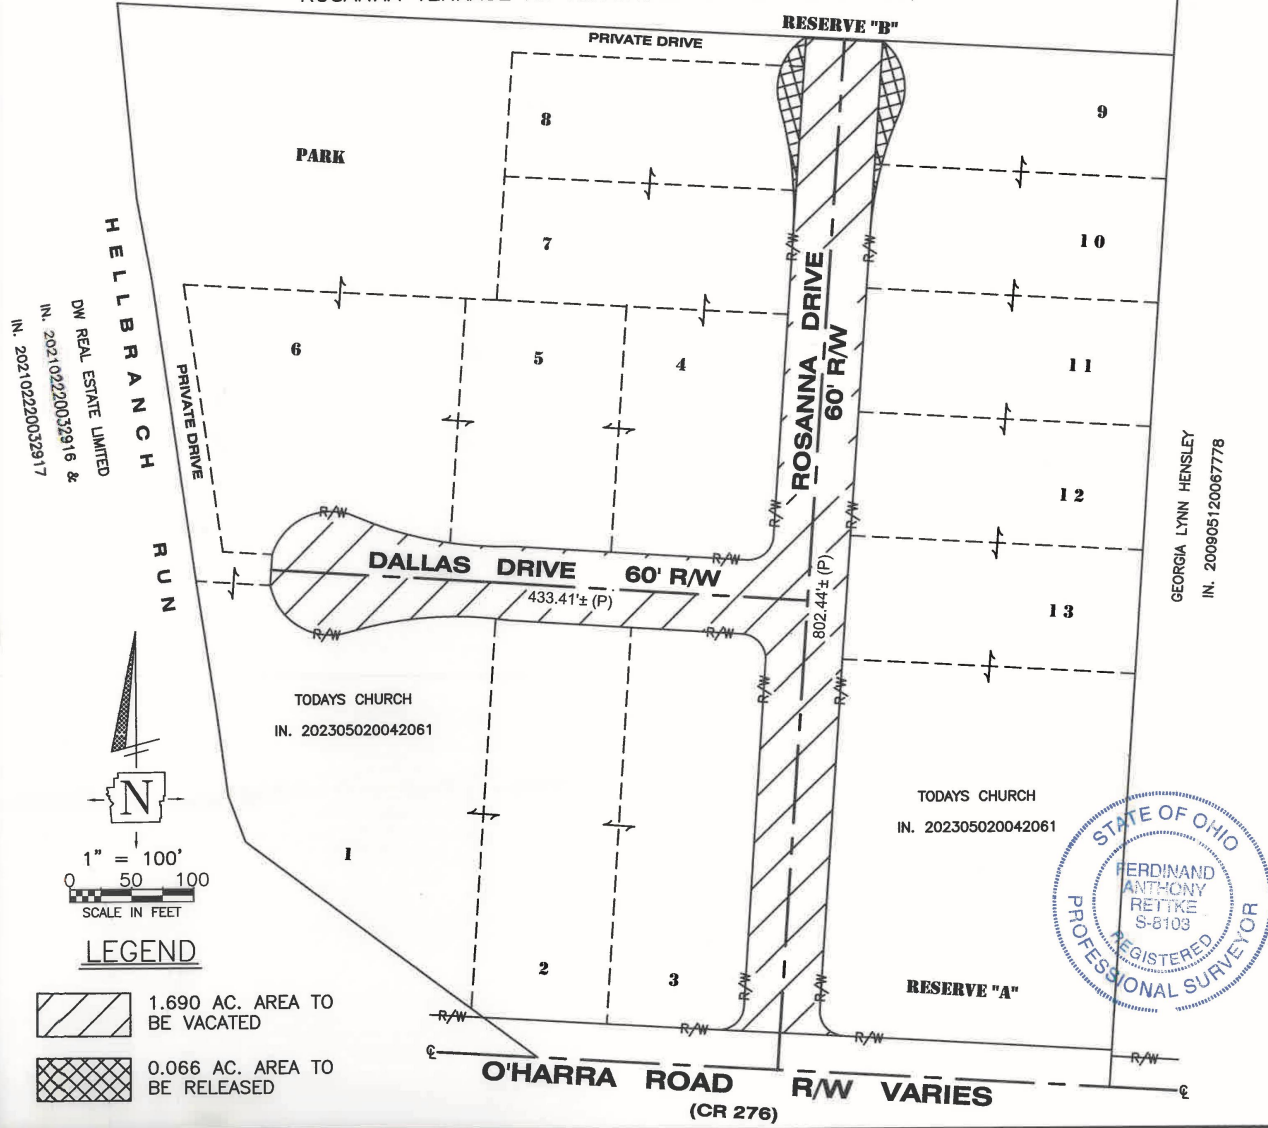 RESERVE "B"
PRIVATE DRIVE
8
9
PARK
7
10
HELLBRANCH RUN
DW REAL ESTATE LIMITED
IN. 202102220032916 &
IN. 202102220032917
PRIVATE DRIVE
6
5
4
R/W
R/W
ROSANNA DRIVE
60' R/W
11
12
13
GEORGIA LYNN HENSLEY
IN. 200905120067778
R/W
R/W
R/W
R/W
DALLAS DRIVE 60' R/W
433.41'± (P)
802.44'± (P)
R/W
R/W
R/W
R/W
TODAYS CHURCH
IN. 202305020042061
TODAYS CHURCH
IN. 202305020042061
N
1" = 100'
0 50 100
SCALE IN FEET
1
2
3
R/W
R/W
RESERVE "A"
STATE OF OHIO
FERDINAND
ANTHONY
RETTKE
S-8103
REGISTERED
PROFESSIONAL SURVEYOR
LEGEND
1.690 AC. AREA TO
BE VACATED
0.066 AC. AREA TO
BE RELEASED
R/W
R/W
R/W
R/W
℄
℄
O'HARRA ROAD R/W VARIES
(CR 276)